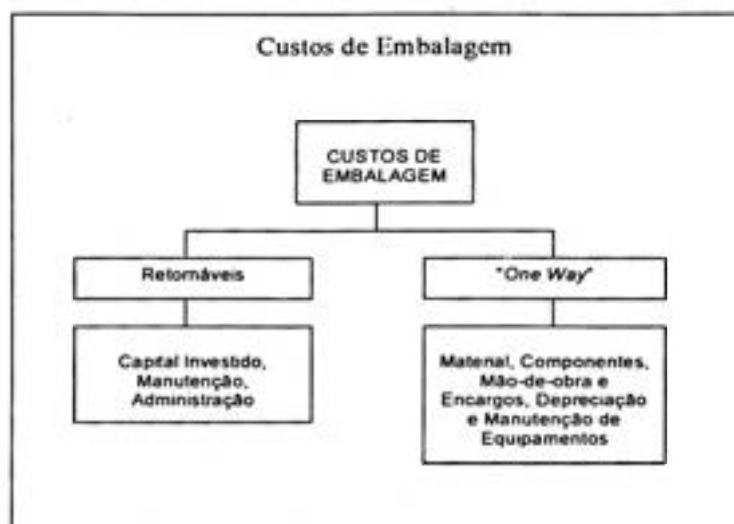 Custos de Embalagem
CUSTOS DE
EMBALAGEM
Retornáveis
"One Way"
Capital Investido,
Manutenção,
Administração
Material, Componentes,
Mão-de-obra e
Encargos, Depreciação
e Manutenção de
Equipamentos